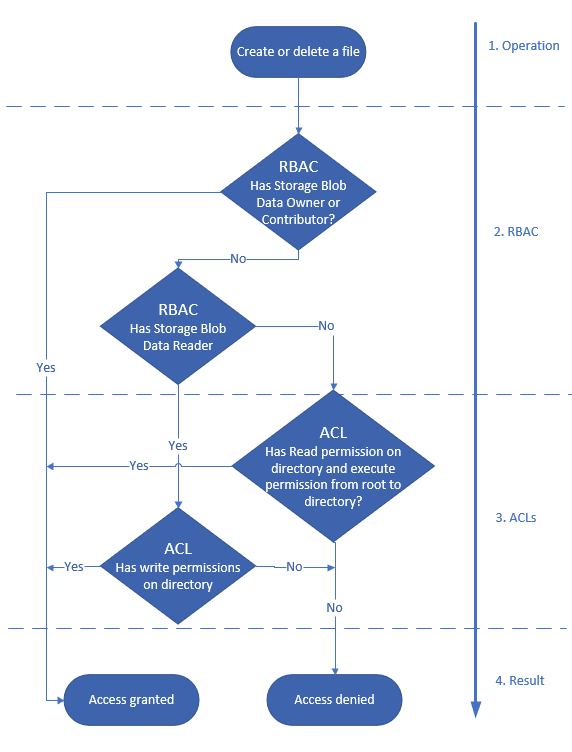 Create or delete a file
1. Operation
RBAC
Has Storage Blob
Data Owner or
Contributor?
2. RBAC
No
RBAC
Has Storage Blob
Data Reader
No
Yes
ACL
Has Read permission on
directory and execute
permission from root to
directory?
Yes
Yes
3. ACLs
ACL
Has write permissions
on directory
Yes
No
No
4. Result
Access granted
Access denied